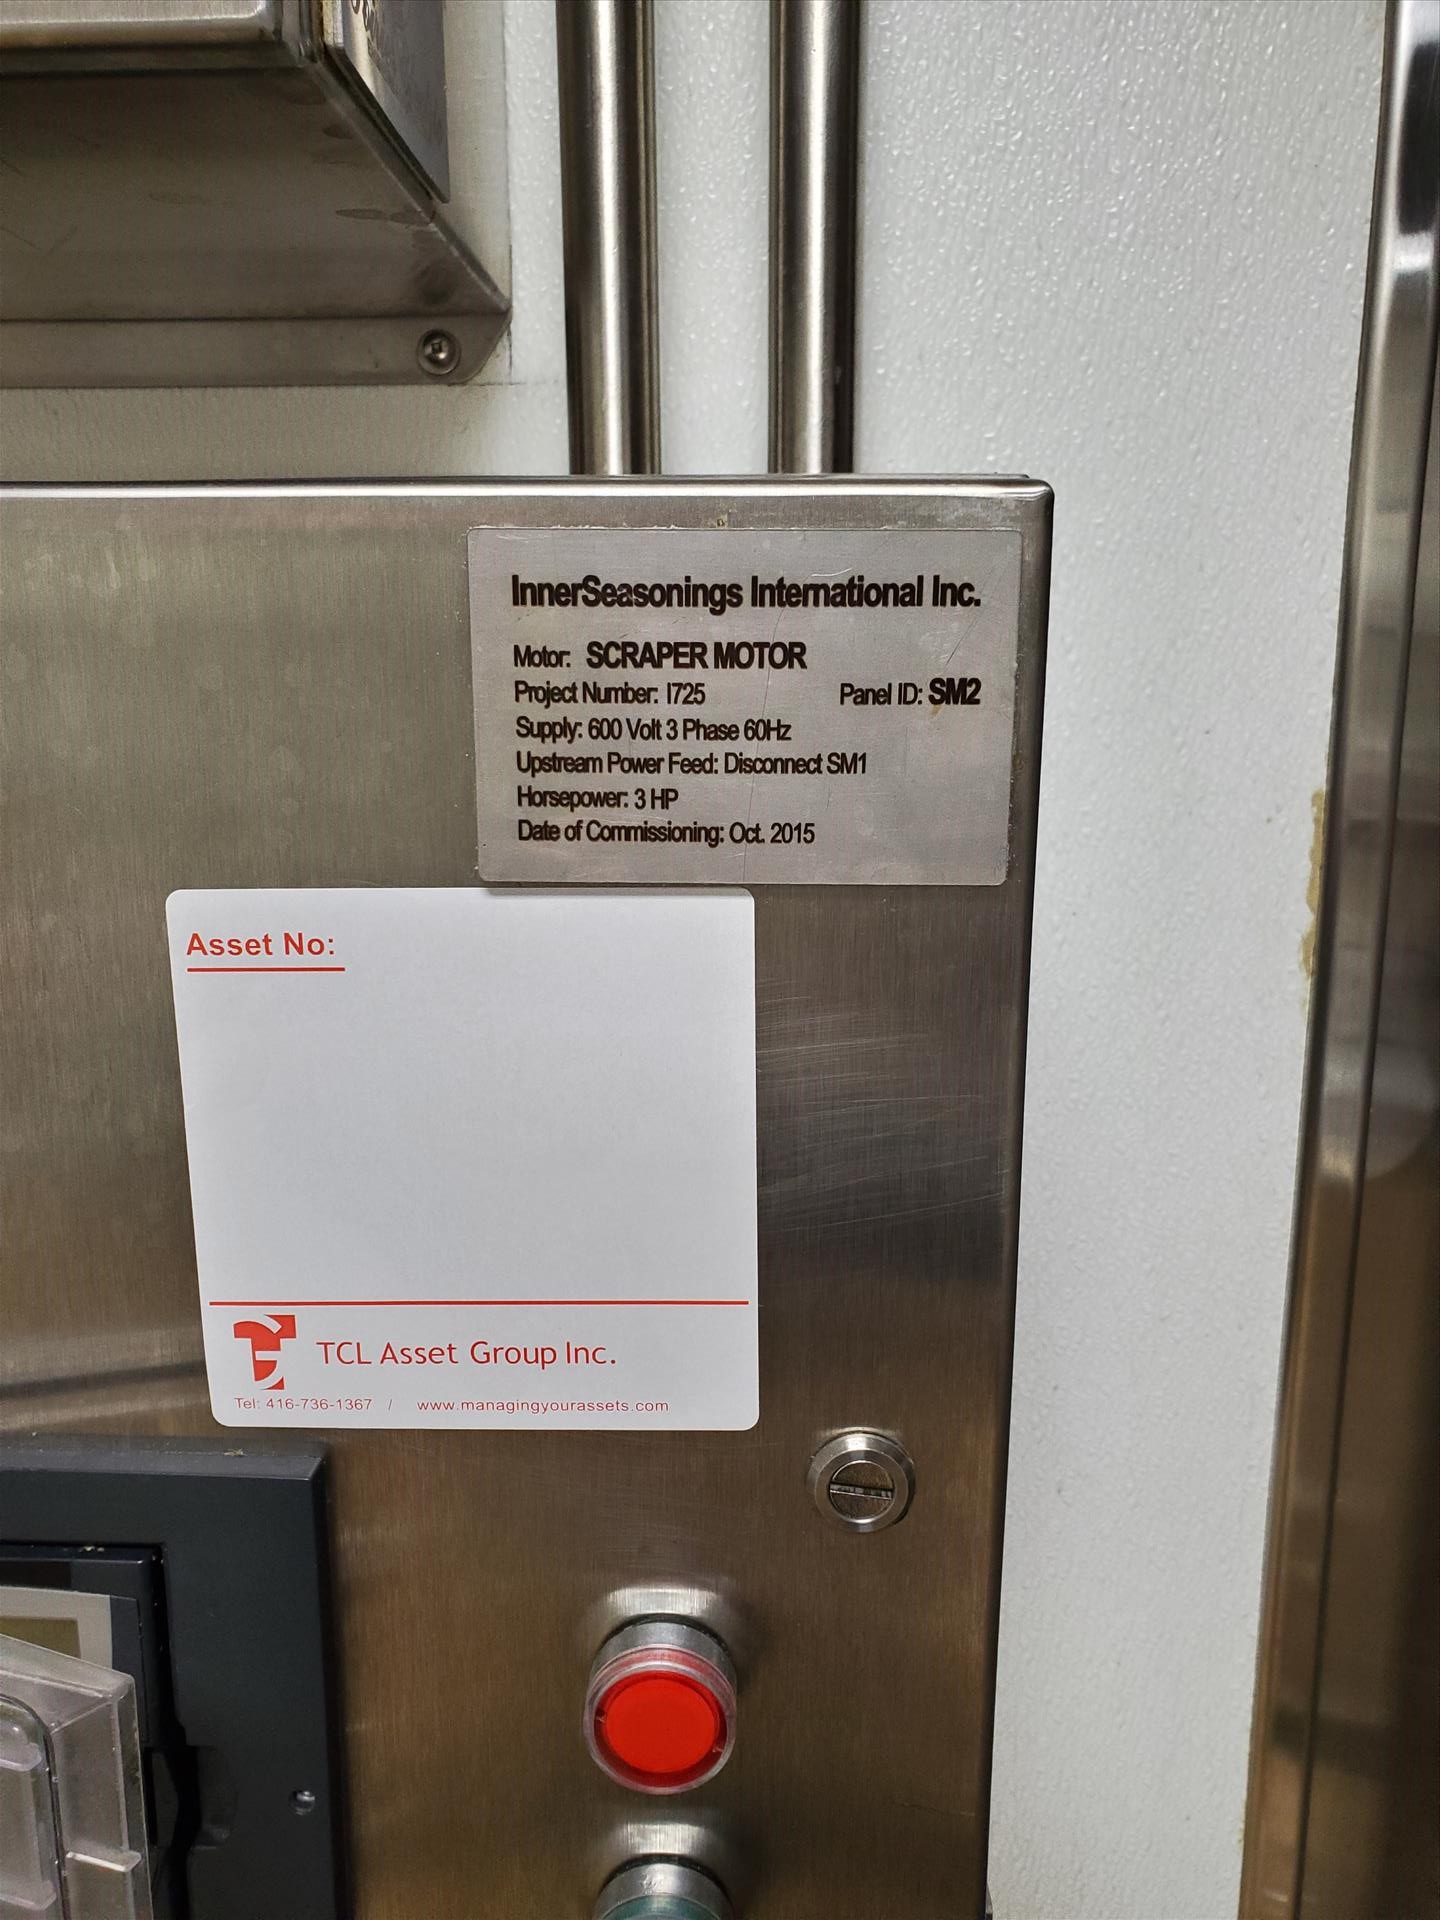 InnerSeasonings International Inc.
Motor: SCRAPER MOTOR
Project Number: I725 Panel ID: SM2
Supply: 600 Volt 3 Phase 60Hz
Upstream Power Feed: Disconnect SM1
Horsepower: 3 HP
Date of Commissioning: Oct. 2015
Asset No:
TCL Asset Group Inc.
Tel: 416-736-1367 / www.managingyourassets.com